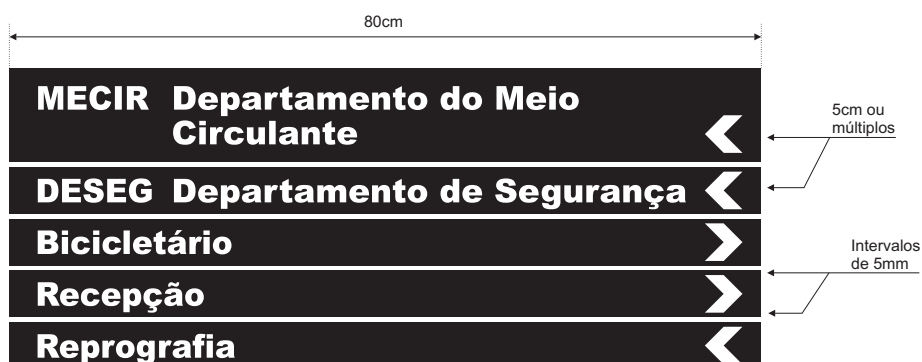 80cm
MECIR Departamento do Meio
Circulante
5cm ou
múltiplos
DESEG Departamento de Segurança
Bicicletário
Intervalos
de 5mm
Recepção
Reprografia